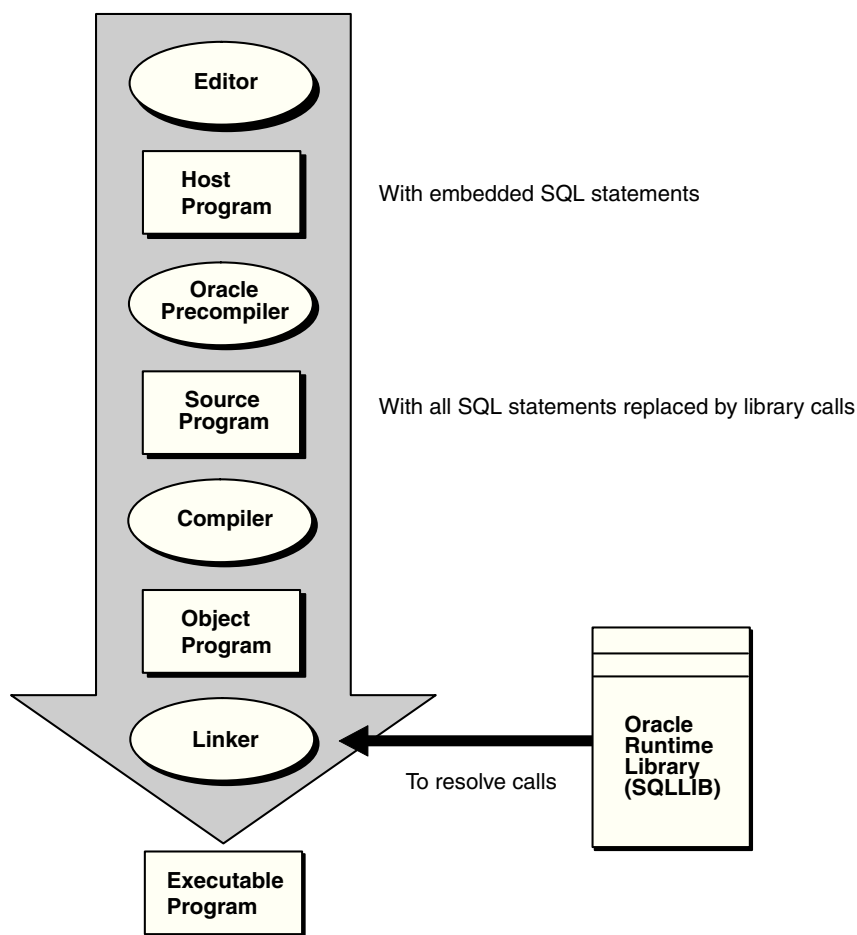 Editor
Host
Program
With embedded SQL statements
Oracle
Precompiler
Source
Program
With all SQL statements replaced by library calls
Compiler
Object
Program
Linker
To resolve calls
Oracle
Runtime
Library
(SQLLIB)
Executable
Program